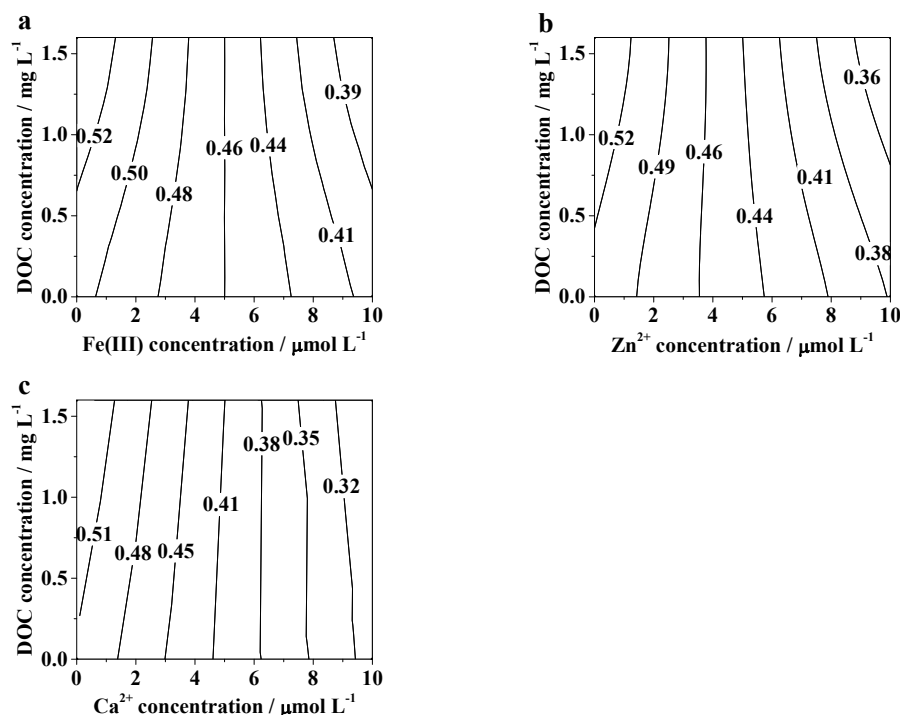 a
DOC concentration / mg L⁻¹
1.5
1.0
0.5
0.0
0.52
0.50
0.48
0.46
0.44
0.41
0.39
0 2 4 6 8 10
Fe(III) concentration / μmol L⁻¹
b
DOC concentration / mg L⁻¹
1.5
1.0
0.5
0.0
0.52
0.49
0.46
0.44
0.41
0.38
0.36
0 2 4 6 8 10
Zn²⁺ concentration / μmol L⁻¹
c
DOC concentration / mg L⁻¹
1.5
1.0
0.5
0.0
0.51
0.48
0.45
0.41
0.38
0.35
0.32
0 2 4 6 8 10
Ca²⁺ concentration / μmol L⁻¹